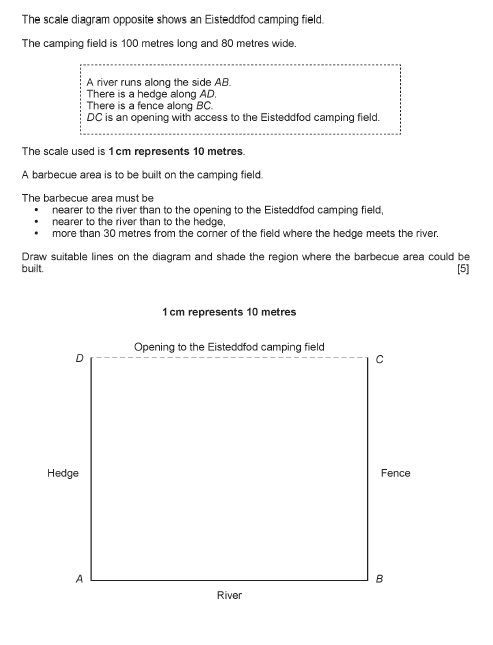 The scale diagram opposite shows an Eisteddfod camping field.
The camping field is 100 metres long and 80 metres wide.
A river runs along the side AB.
There is a hedge along AD.
There is a fence along BC.
DC is an opening with access to the Eisteddfod camping field.
The scale used is 1 cm represents 10 metres.
A barbecue area is to be built on the camping field.
The barbecue area must be
• nearer to the river than to the opening to the Eisteddfod camping field,
• nearer to the river than to the hedge,
• more than 30 metres from the corner of the field where the hedge meets the river.
Draw suitable lines on the diagram and shade the region where the barbecue area could be
built. [5]
1 cm represents 10 metres
Opening to the Eisteddfod camping field
D C
Hedge Fence
A B
River